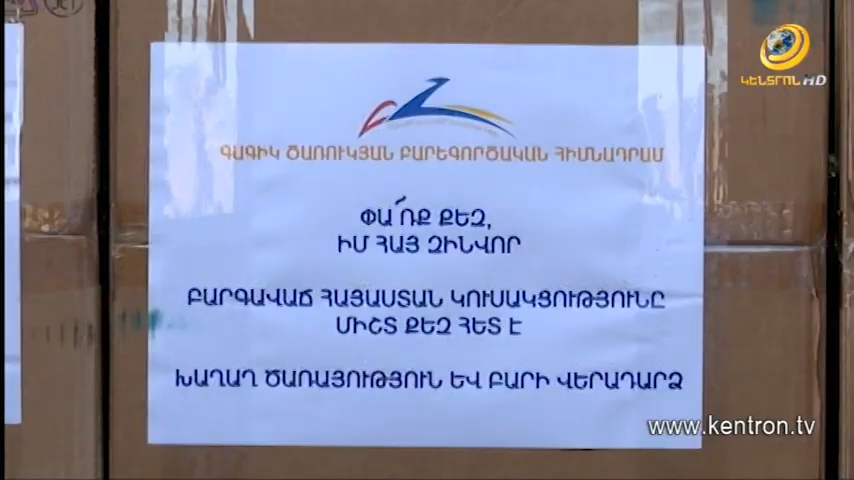 ԿԵՆՏՐՈՆ HD
ԳԱԳԻԿ ԾԱՌՈՒԿՅԱՆ ԲԱՐԵԳՈՐԾԱԿԱՆ ՀԻՄՆԱԴՐԱՄ
ՓԱ՜ՌՔ ՔԵԶ,
ԻՄ ՀԱՅ ԶԻՆՎՈՐ
ԲԱՐԳԱՎԱՃ ՀԱՅԱՍՏԱՆ ԿՈՒՍԱԿՑՈՒԹՅՈՒՆԸ
ՄԻՇՏ ՔԵԶ ՀԵՏ Է
ԽԱՂԱՂ ԾԱՌԱՅՈՒԹՅՈՒՆ ԵՎ ԲԱՐԻ ՎԵՐԱԴԱՐՁ
www.kentron.tv